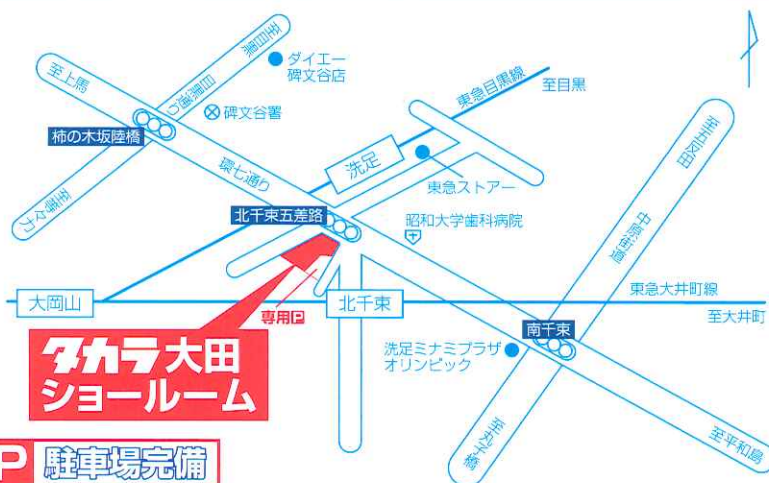 至目黒
目黒通り
ダイエー
碑文谷店
至上馬
碑文谷署
柿の木坂陸橋
環七通り
至等々力
東急目黒線
至目黒
洗足
東急ストアー
北千束五差路
昭和大学歯科病院
至五反田
中原街道
大岡山
専用P
北千束
東急大井町線
至大井町
南千束
洗足ミナミプラザ
オリンピック
至丸子橋
至平和島
タカラ大田
ショールーム
P 駐車場完備